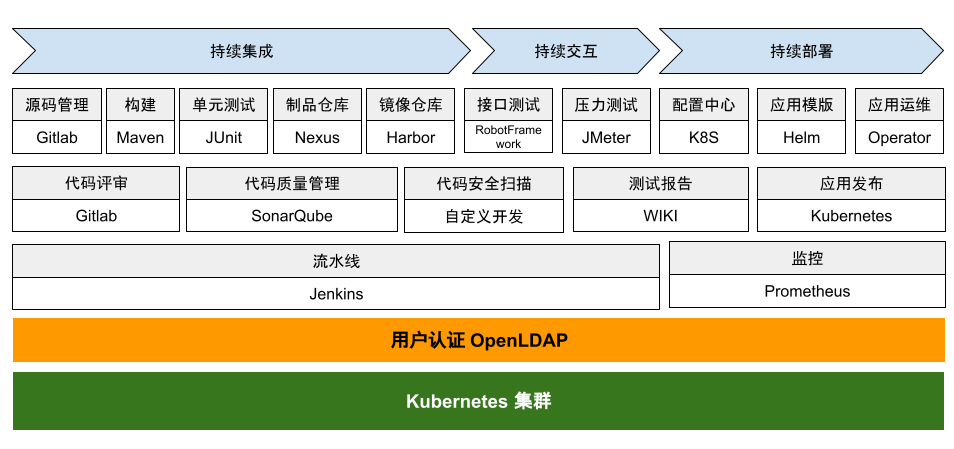 持续集成
持续交互
持续部署
源码管理
构建
单元测试
制品仓库
镜像仓库
接口测试
压力测试
配置中心
应用模版
应用运维
Gitlab
Maven
JUnit
Nexus
Harbor
RobotFrame
work
JMeter
K8S
Helm
Operator
代码评审
代码质量管理
代码安全扫描
测试报告
应用发布
Gitlab
SonarQube
自定义开发
WIKI
Kubernetes
流水线
监控
Jenkins
Prometheus
用户认证 OpenLDAP
Kubernetes 集群